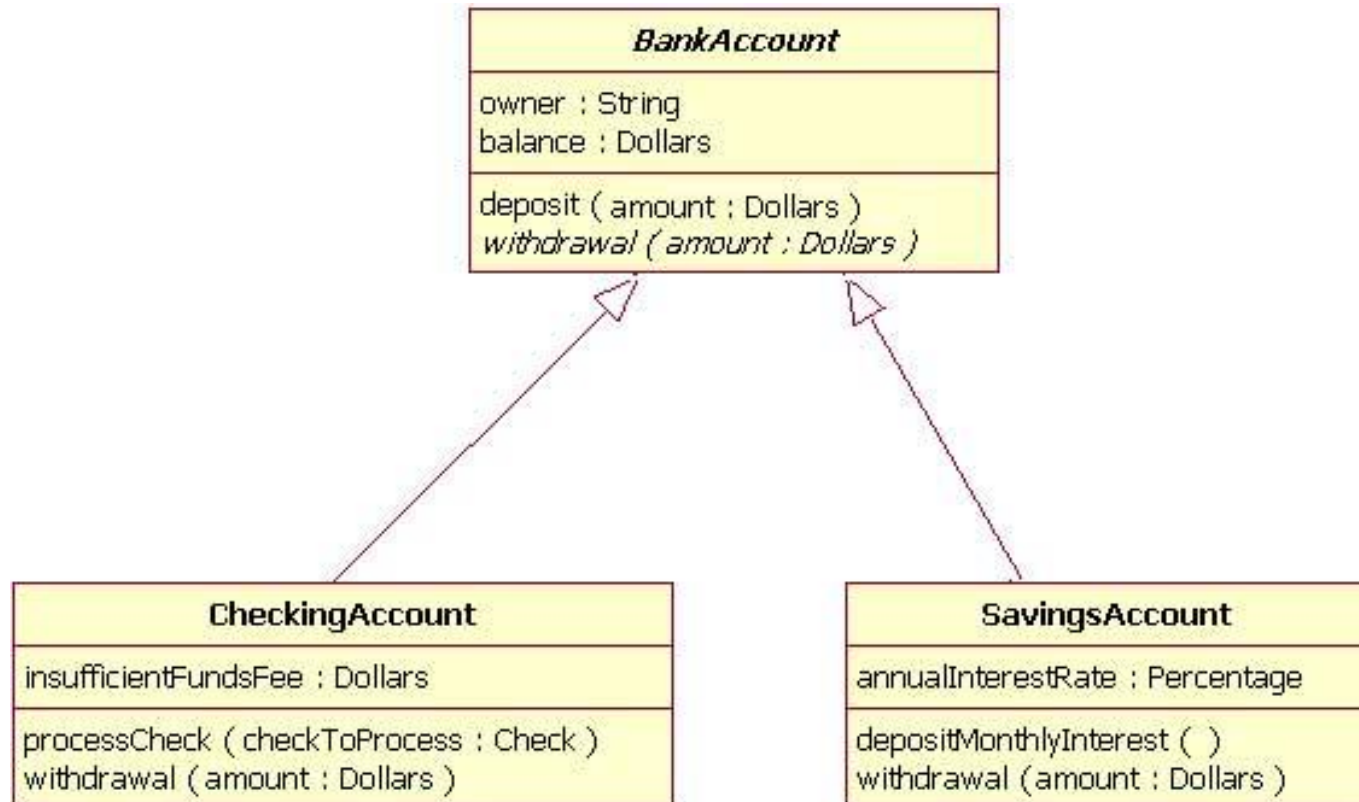 BankAccount
owner : String
balance : Dollars
deposit ( amount : Dollars )
withdrawal ( amount : Dollars )
CheckingAccount
insufficientFundsFee : Dollars
processCheck ( checkToProcess : Check )
withdrawal ( amount : Dollars )
SavingsAccount
annualInterestRate : Percentage
depositMonthlyInterest ( )
withdrawal ( amount : Dollars )